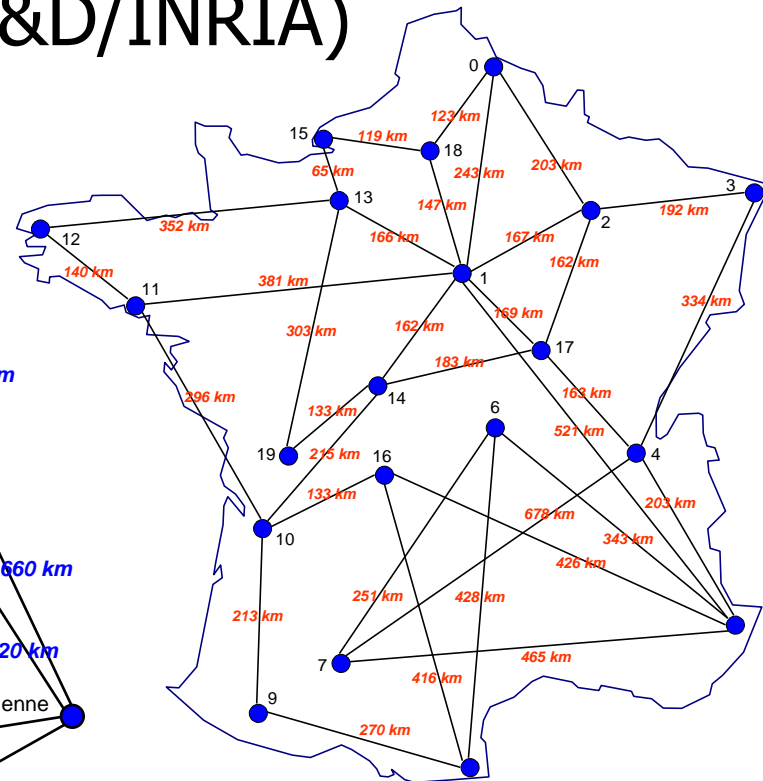 &D/INRIA)
0
123 km
15
119 km
18
65 km
243 km
203 km
3
13
147 km
192 km
2
352 km
12
166 km
167 km
140 km
11
381 km
1
162 km
334 km
169 km
303 km
162 km
17
183 km
m
163 km
296 km
133 km
14
6
521 km
19
215 km
16
4
133 km
203 km
678 km
10
343 km
426 km
660 km
251 km
428 km
213 km
20 km
465 km
7
416 km
enne
9
270 km